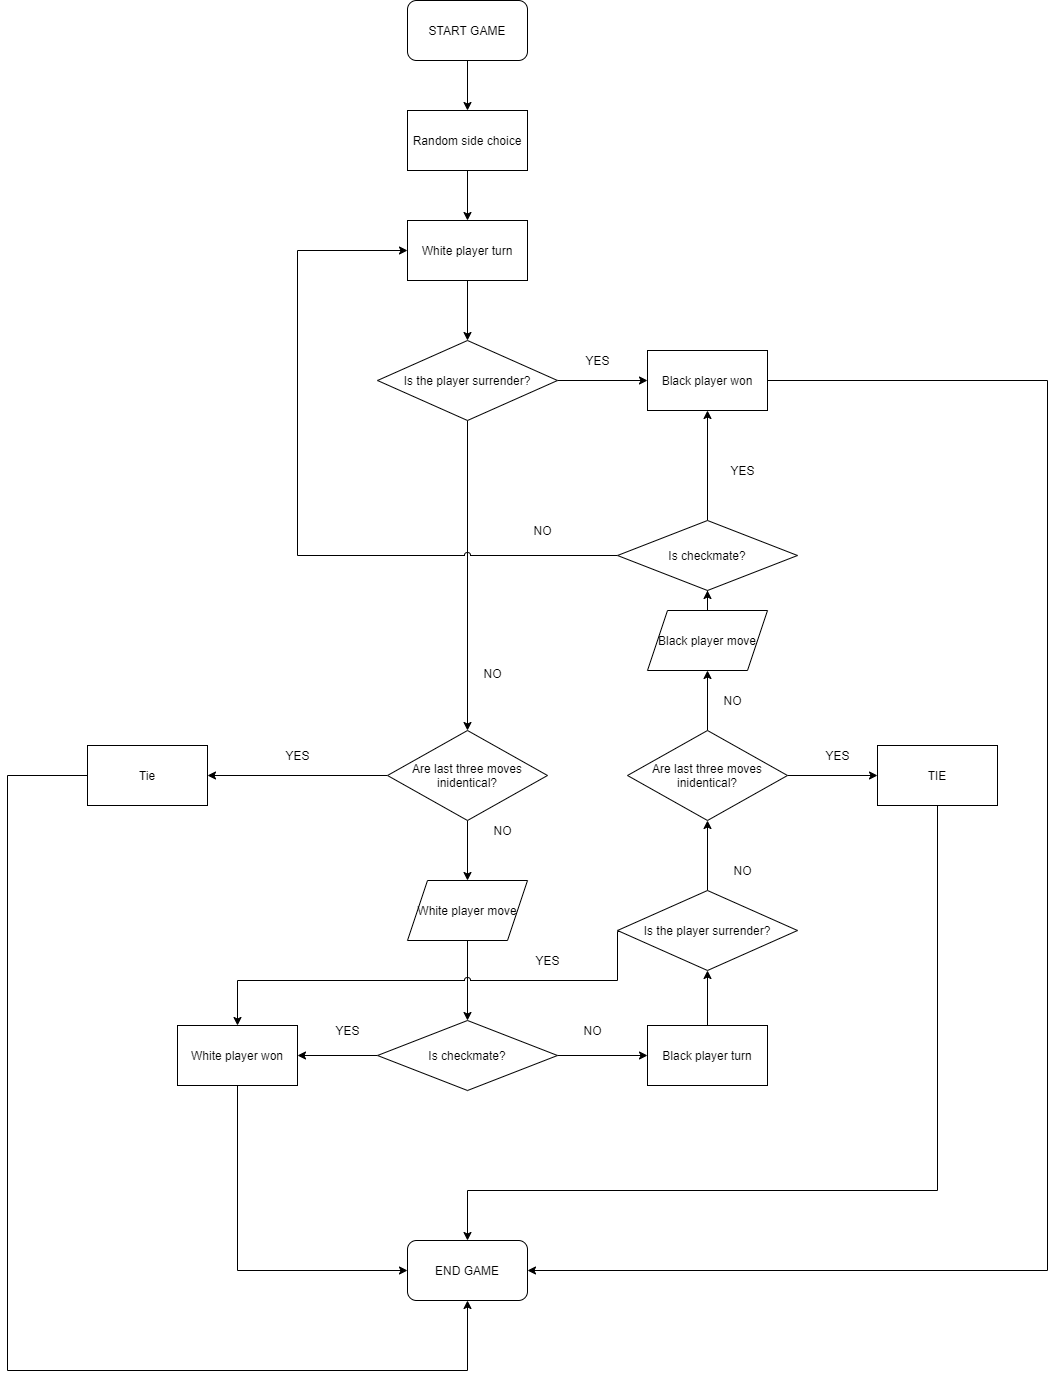 START GAME
Random side choice
White player turn
Is the player surrender?
YES
Black player won
YES
NO
Is checkmate?
Black player move
NO
NO
YES
YES
Tie
Are last three moves
inidentical?
Are last three moves
inidentical?
TIE
NO
NO
White player move
Is the player surrender?
YES
YES
NO
White player won
Is checkmate?
Black player turn
END GAME